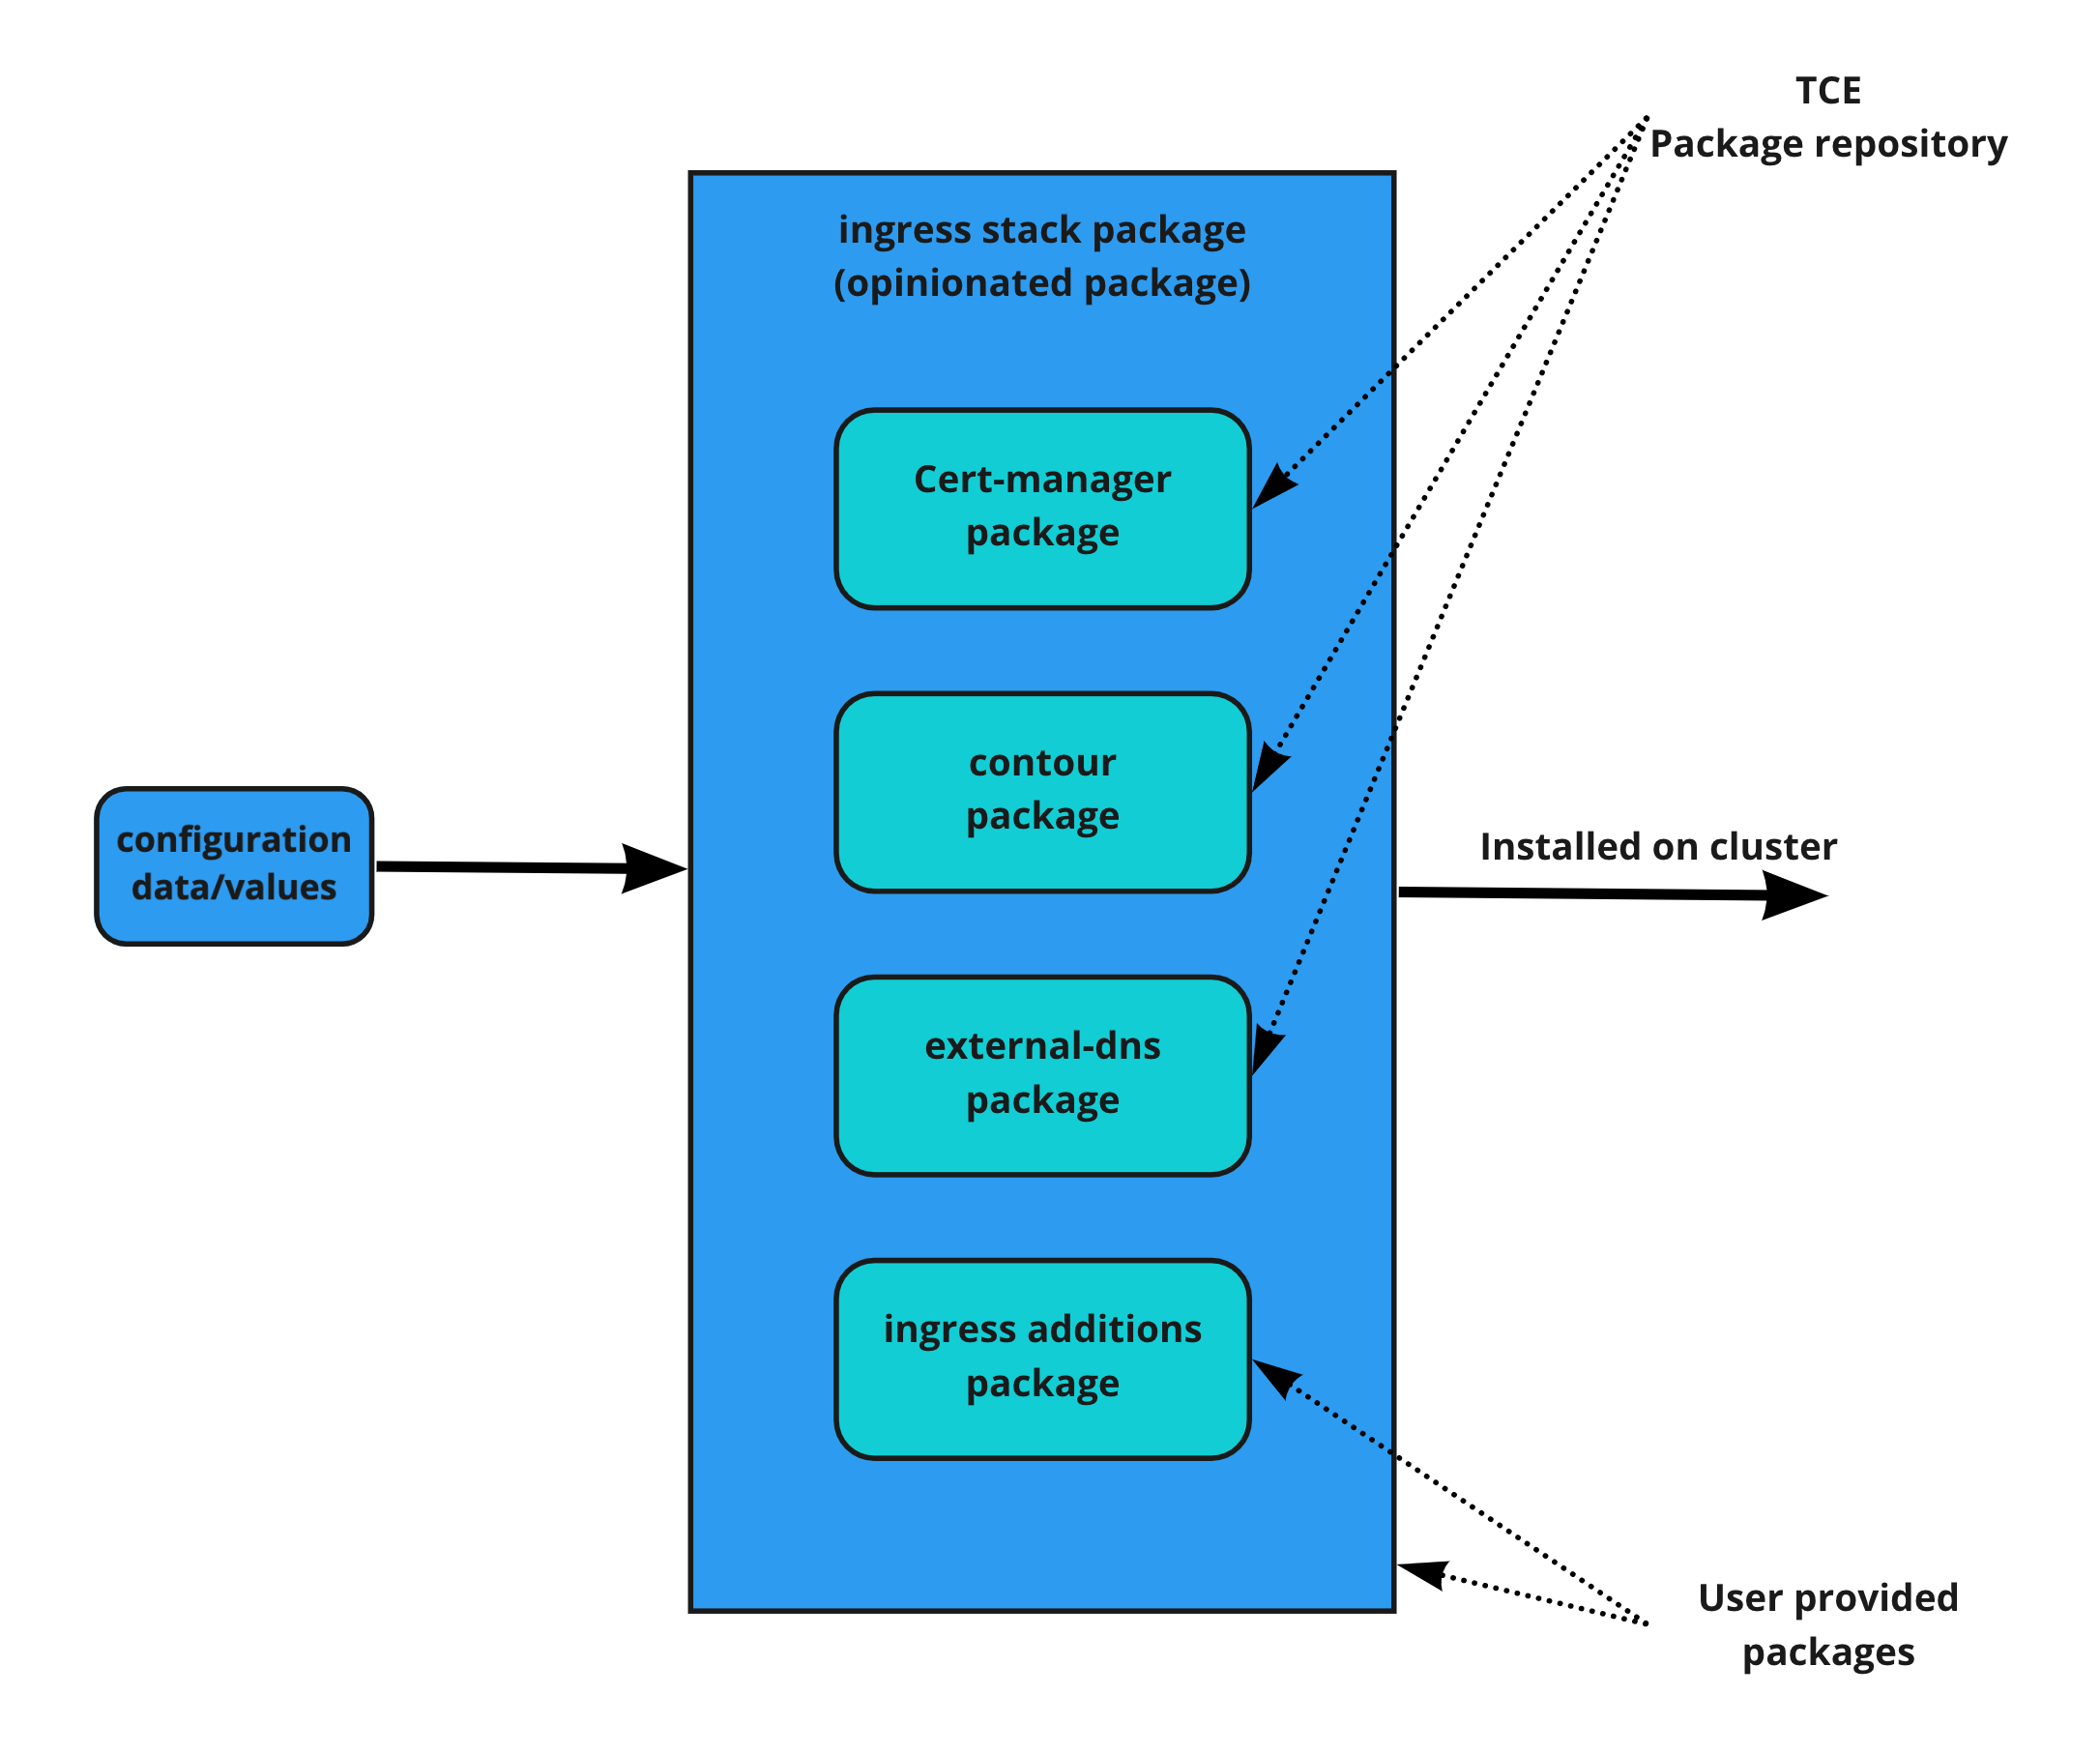 TCE
Package repository
ingress stack package
(opinionated package)
Cert-manager
package
contour
package
configuration
data/values
Installed on cluster
external-dns
package
ingress additions
package
User provided
packages